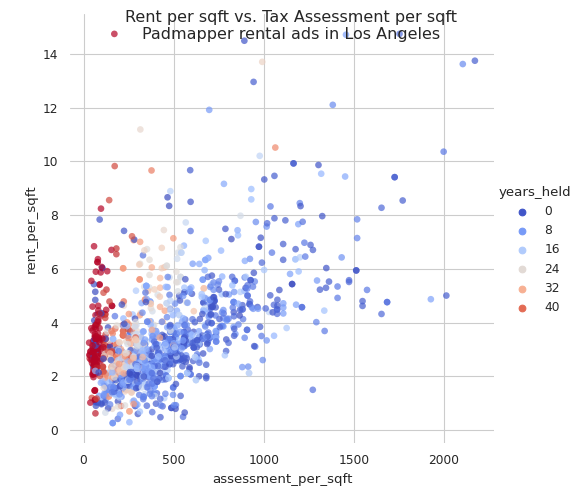 Rent per sqft vs. Tax Assessment per sqft
Padmapper rental ads in Los Angeles
14
12
10
8
6
4
2
0
rent_per_sqft
0 500 1000 1500 2000
assessment_per_sqft
years_held
0
8
16
24
32
40